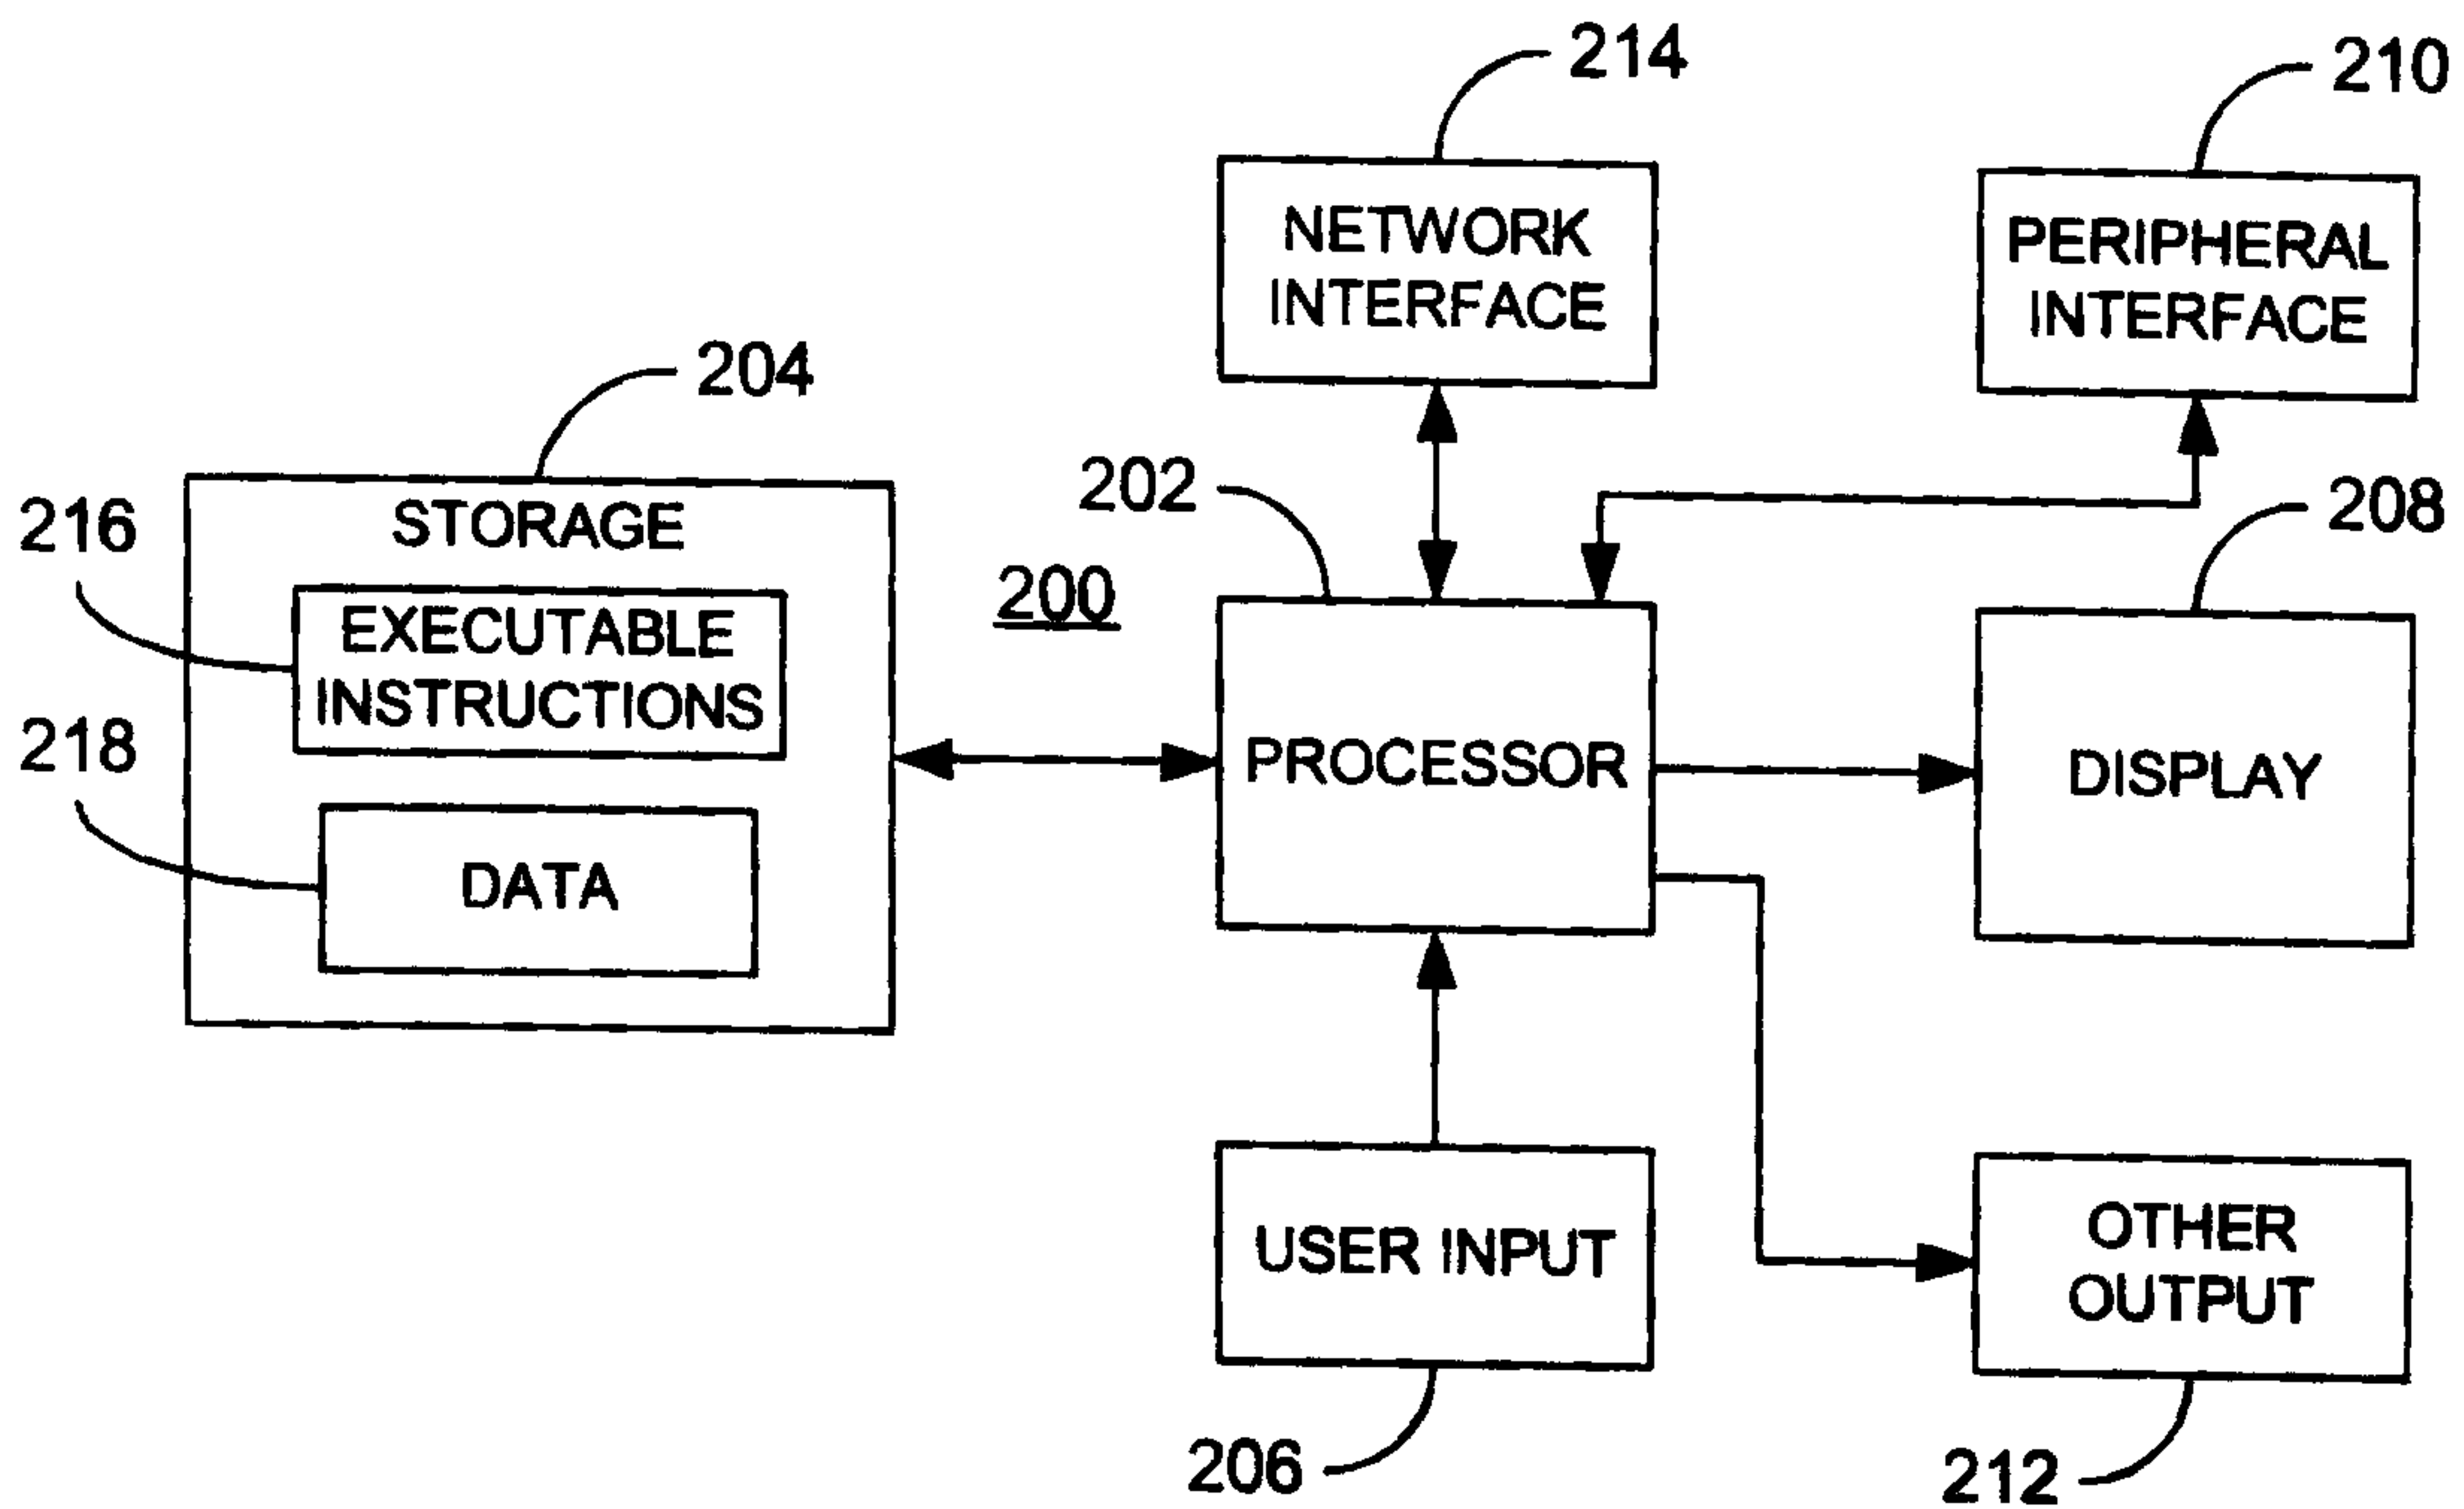 214
210
NETWORK
INTERFACE
PERIPHERAL
INTERFACE
204
202
208
216
STORAGE
200
EXECUTABLE
INSTRUCTIONS
218
PROCESSOR
DISPLAY
DATA
USER INPUT
OTHER
OUTPUT
206
212